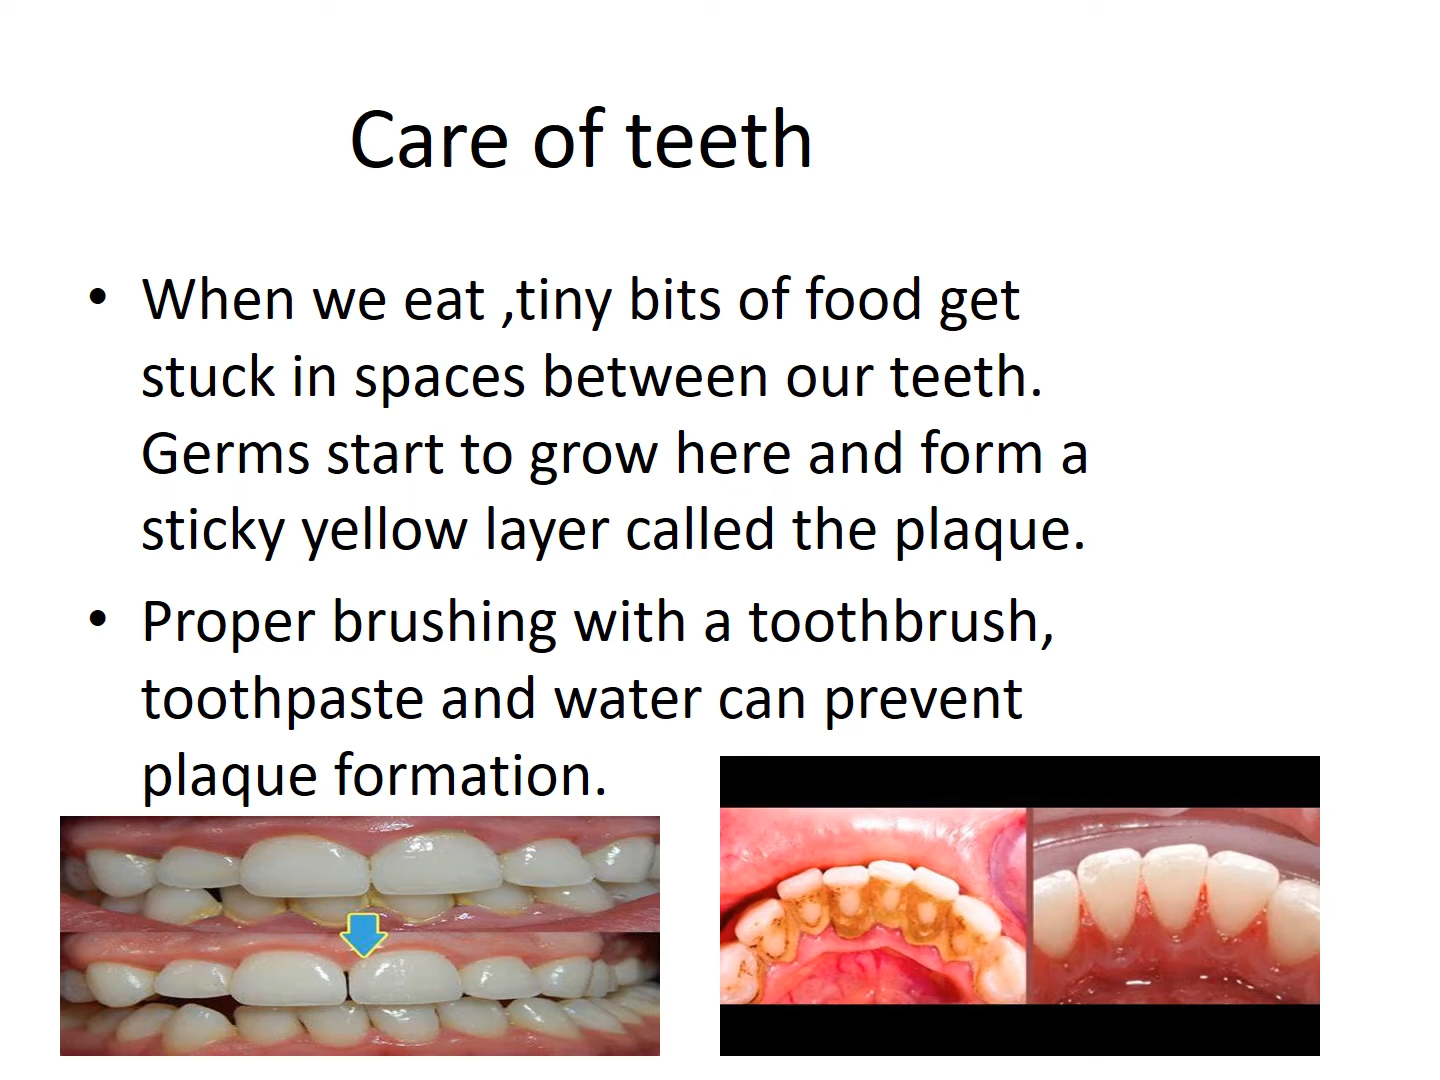 Care of teeth
• When we eat ,tiny bits of food get
stuck in spaces between our teeth.
Germs start to grow here and form a
sticky yellow layer called the plaque.
• Proper brushing with a toothbrush,
toothpaste and water can prevent
plaque formation.